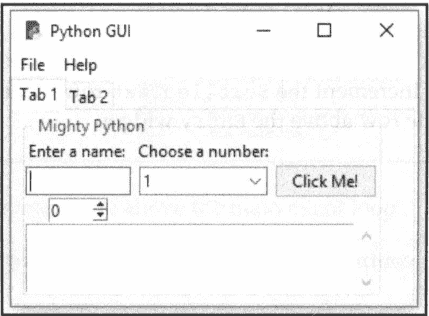 Python GUI
File Help
Tab 1 Tab 2
Mighty Python
Enter a name: Choose a number:
1 Click Me!
0